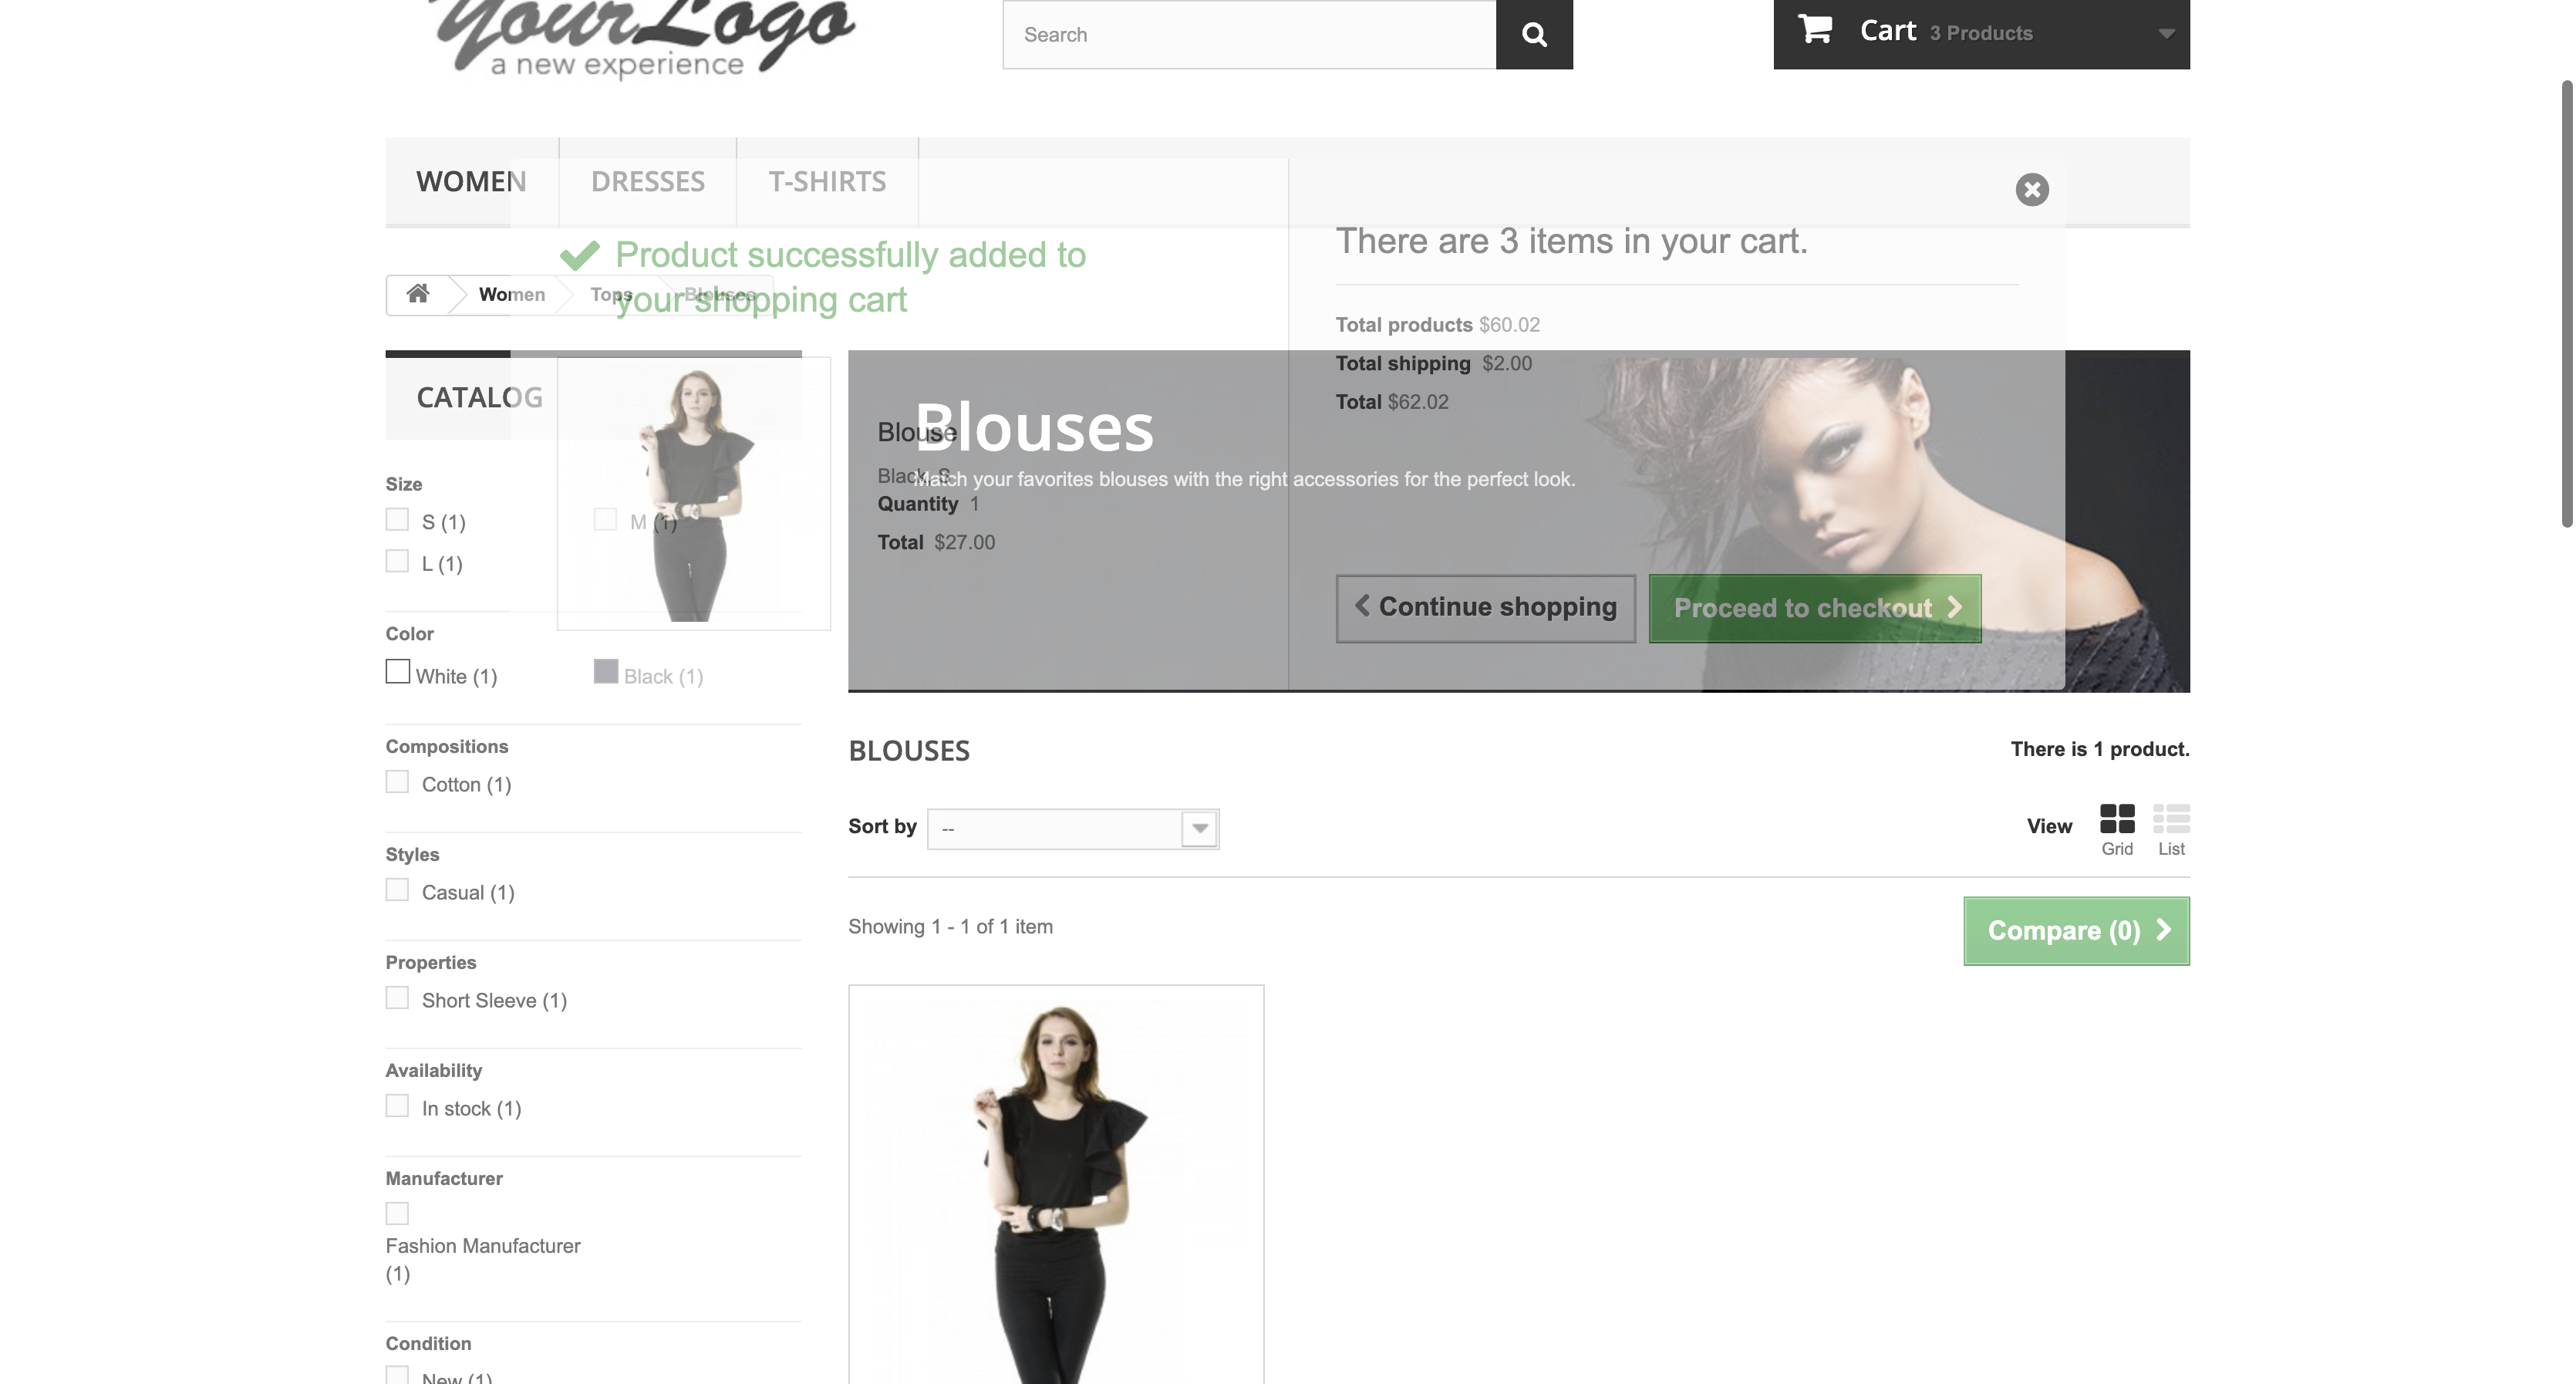 YourLogo
a new experience
Search
Cart 3 Products
WOMEN
DRESSES
T-SHIRTS
Product successfully added to
your shopping cart
There are 3 items in your cart.
Women
Tops
Blouses
Total products $60.02
Total shipping $2.00
Total $62.02
CATALOG
Blouses
Match your favorites blouses with the right accessories for the perfect look.
Blouse
Black, S
Quantity 1
Total $27.00
Continue shopping
Proceed to checkout
Size
S (1)
M (1)
L (1)
Color
White (1)
Black (1)
Compositions
Cotton (1)
Styles
Casual (1)
Properties
Short Sleeve (1)
Availability
In stock (1)
Manufacturer
Fashion Manufacturer
(1)
Condition
New (1)
BLOUSES
There is 1 product.
Sort by --
View
Grid
List
Showing 1 - 1 of 1 item
Compare (0)